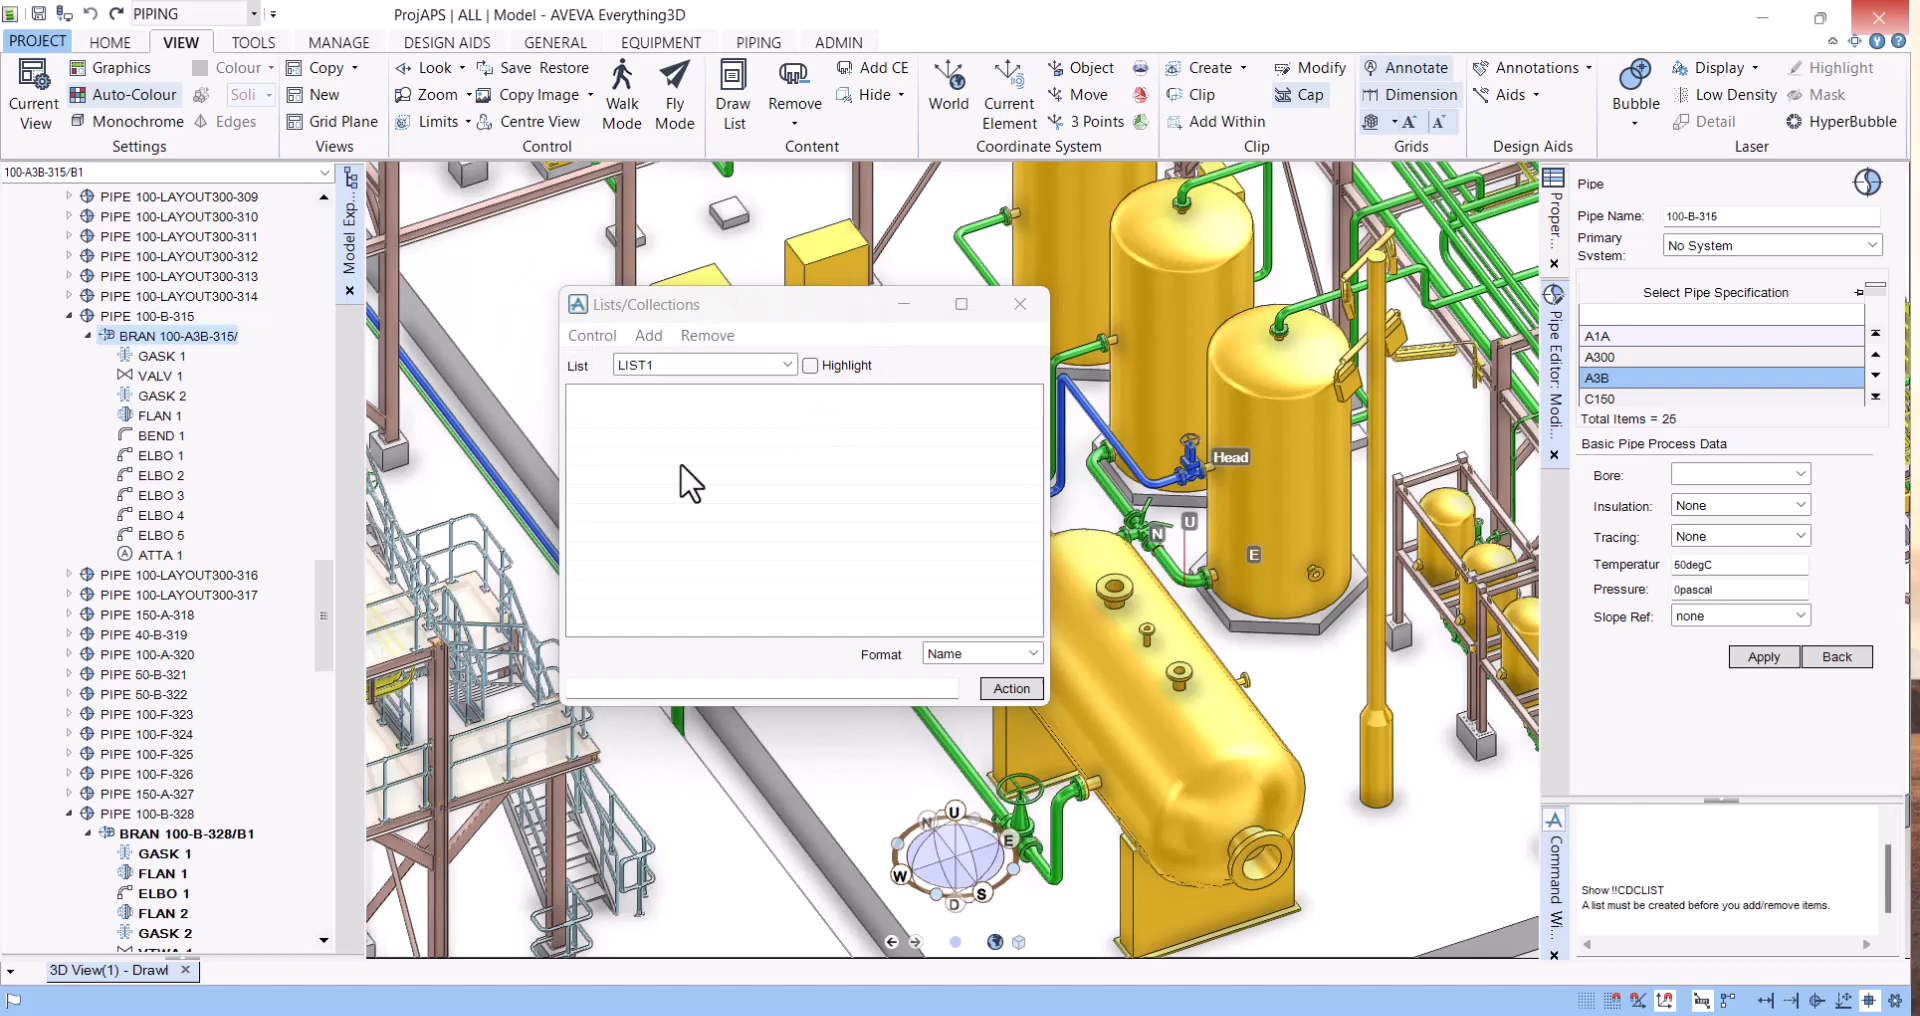 PIPING
ProjAPS | ALL | Model - AVEVA Everything3D
PROJECT HOME VIEW TOOLS MANAGE DESIGN AIDS GENERAL EQUIPMENT PIPING ADMIN
Current View
Graphics
Auto-Colour
Monochrome
Colour
Soli
Edges
Settings
Copy
New
Grid Plane
Views
Look
Zoom
Limits
Save Restore
Copy Image
Centre View
Walk Mode
Fly Mode
Control
Draw List
Remove
Add CE
Hide
Content
World
Current Element
Object
Move
3 Points
Coordinate System
Create
Clip
Add Within
Modify
Cap
Clip
Annotate
Dimension
A A
Grids
Annotations
Aids
Design Aids
Bubble
Display
Low Density
Detail
Highlight
Mask
HyperBubble
Laser
100-A3B-315/B1
PIPE 100-LAYOUT300-309
PIPE 100-LAYOUT300-310
PIPE 100-LAYOUT300-311
PIPE 100-LAYOUT300-312
PIPE 100-LAYOUT300-313
PIPE 100-LAYOUT300-314
PIPE 100-B-315
BRAN 100-A3B-315/
GASK 1
VALV 1
GASK 2
FLAN 1
BEND 1
ELBO 1
ELBO 2
ELBO 3
ELBO 4
ELBO 5
ATTA 1
PIPE 100-LAYOUT300-316
PIPE 100-LAYOUT300-317
PIPE 150-A-318
PIPE 40-B-319
PIPE 100-A-320
PIPE 50-B-321
PIPE 50-B-322
PIPE 100-F-323
PIPE 100-F-324
PIPE 100-F-325
PIPE 100-F-326
PIPE 150-A-327
PIPE 100-B-328
BRAN 100-B-328/B1
GASK 1
FLAN 1
ELBO 1
FLAN 2
GASK 2
Model Exp...
Lists/Collections
Control Add Remove
List LIST1 Highlight
Format Name
Action
Head
N
U
E
U
N
E
W
S
D
Proper...
Pipe Editor: Modi...
Pipe
Pipe Name: 100-B-315
Primary System: No System
Select Pipe Specification
A1A
A300
A3B
C150
Total Items = 25
Basic Pipe Process Data
Bore:
Insulation: None
Tracing: None
Temperatur 50degC
Pressure: 0pascal
Slope Ref: none
Apply Back
Command Wi...
Show !!CDCLIST
A list must be created before you add/remove items.
3D View(1) - Drawl